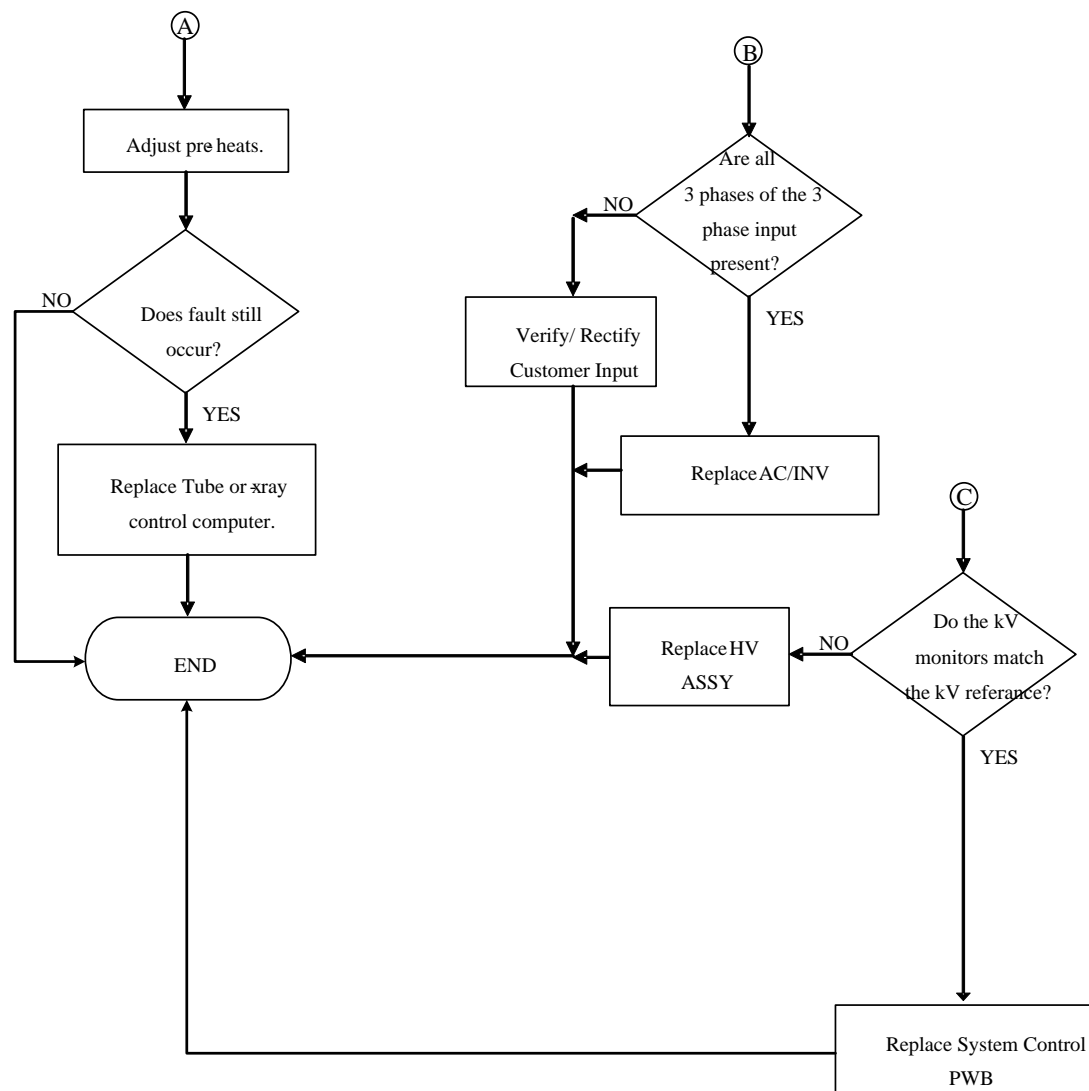 A
Adjust pre-heats.
NO
Does fault still
occur?
YES
Replace Tube or x-ray
control computer.
END
B
Are all
3 phases of the 3
phase input
present?
NO
YES
Verify/ Rectify
Customer Input
Replace AC/INV
C
Do the kV
monitors match
the kV referance?
NO
YES
Replace HV
ASSY
Replace System Control
PWB